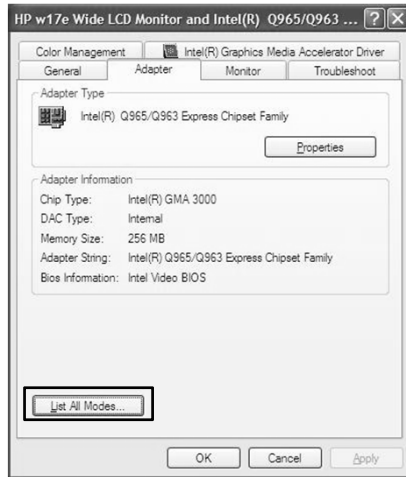 HP w17e Wide LCD Monitor and Intel(R) Q965/Q963 ...
Color Management Intel(R) Graphics Media Accelerator Driver
General Adapter Monitor Troubleshoot
Adapter Type
Intel(R) Q965/Q963 Express Chipset Family
Properties
Adapter Information
Chip Type: Intel(R) GMA 3000
DAC Type: Internal
Memory Size: 256 MB
Adapter String: Intel(R) Q965/Q963 Express Chipset Family
Bios Information: Intel Video BIOS
List All Modes...
OK Cancel Apply